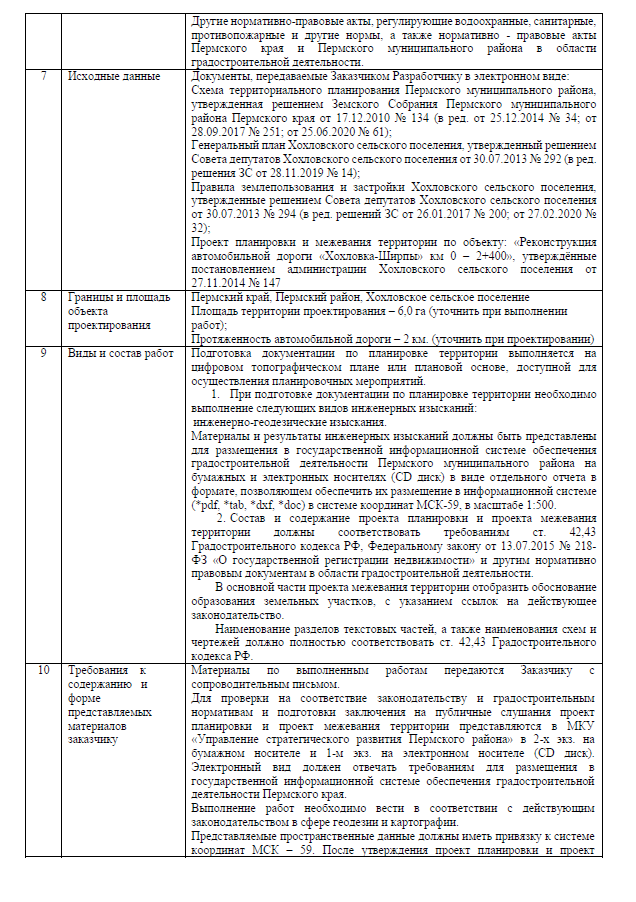 Другие нормативно-правовые акты, регулирующие водоохранные, санитарные,
противопожарные и другие нормы, а также нормативно - правовые акты
Пермского края и Пермского муниципального района в области
градостроительной деятельности.
7 Исходные данные Документы, передаваемые Заказчиком Разработчику в электронном виде:
Схема территориального планирования Пермского муниципального района,
утвержденная решением Земского Собрания Пермского муниципального
района Пермского края от 17.12.2010 № 134 (в ред. от 25.12.2014 № 34; от
28.09.2017 № 251; от 25.06.2020 № 61);
Генеральный план Хохловского сельского поселения, утвержденный решением
Совета депутатов Хохловского сельского поселения от 30.07.2013 № 292 (в ред.
решения ЗС от 28.11.2019 № 14);
Правила землепользования и застройки Хохловского сельского поселения,
утвержденные решением Совета депутатов Хохловского сельского поселения
от 30.07.2013 № 294 (в ред. решений ЗС от 26.01.2017 № 200; от 27.02.2020 №
32);
Проект планировки и межевания территории по объекту: «Реконструкция
автомобильной дороги «Хохловка-Ширпы» км 0 – 2+400», утверждённые
постановлением администрации Хохловского сельского поселения от
27.11.2014 № 147
8 Границы и площадь Пермский край, Пермский район, Хохловское сельское поселение
объекта Площадь территории проектирования – 6,0 га (уточнить при выполнении
проектирования работ);
Протяженность автомобильной дороги – 2 км. (уточнить при проектировании)
9 Виды и состав работ Подготовка документации по планировке территории выполняется на
цифровом топографическом плане или плановой основе, доступной для
осуществления планировочных мероприятий.
1. При подготовке документации по планировке территории необходимо
выполнение следующих видов инженерных изысканий:
инженерно-геодезические изыскания.
Материалы и результаты инженерных изысканий должны быть представлены
для размещения в государственной информационной системе обеспечения
градостроительной деятельности Пермского муниципального района на
бумажных и электронных носителях (CD диск) в виде отдельного отчета в
формате, позволяющем обеспечить их размещение в информационной системе
(*pdf, *tab, *dxf, *doc) в системе координат МСК-59, в масштабе 1:500.
2. Состав и содержание проекта планировки и проекта межевания
территории должны соответствовать требованиям ст. 42,43
Градостроительного кодекса РФ, Федеральному закону от 13.07.2015 № 218-
ФЗ «О государственной регистрации недвижимости» и другим нормативно
правовым документам в области градостроительной деятельности.
В основной части проекта межевания территории отобразить обоснование
образования земельных участков, с указанием ссылок на действующее
законодательство.
Наименование разделов текстовых частей, а также наименования схем и
чертежей должно полностью соответствовать ст. 42,43 Градостроительного
кодекса РФ.
10 Требования к Материалы по выполненным работам передаются Заказчику с
содержанию и сопроводительным письмом.
форме Для проверки на соответствие законодательству и градостроительным
представляемых нормативам и подготовки заключения на публичные слушания проект
материалов планировки и проект межевания территории представляются в МКУ
заказчику «Управление стратегического развития Пермского района» в 2-х экз. на
бумажном носителе и 1-м экз. на электронном носителе (CD диск).
Электронный вид должен отвечать требованиям для размещения в
государственной информационной системе обеспечения градостроительной
деятельности Пермского края.
Выполнение работ необходимо вести в соответствии с действующим
законодательством в сфере геодезии и картографии.
Представляемые пространственные данные должны иметь привязку к системе
координат МСК – 59. После утверждения проект планировки и проект